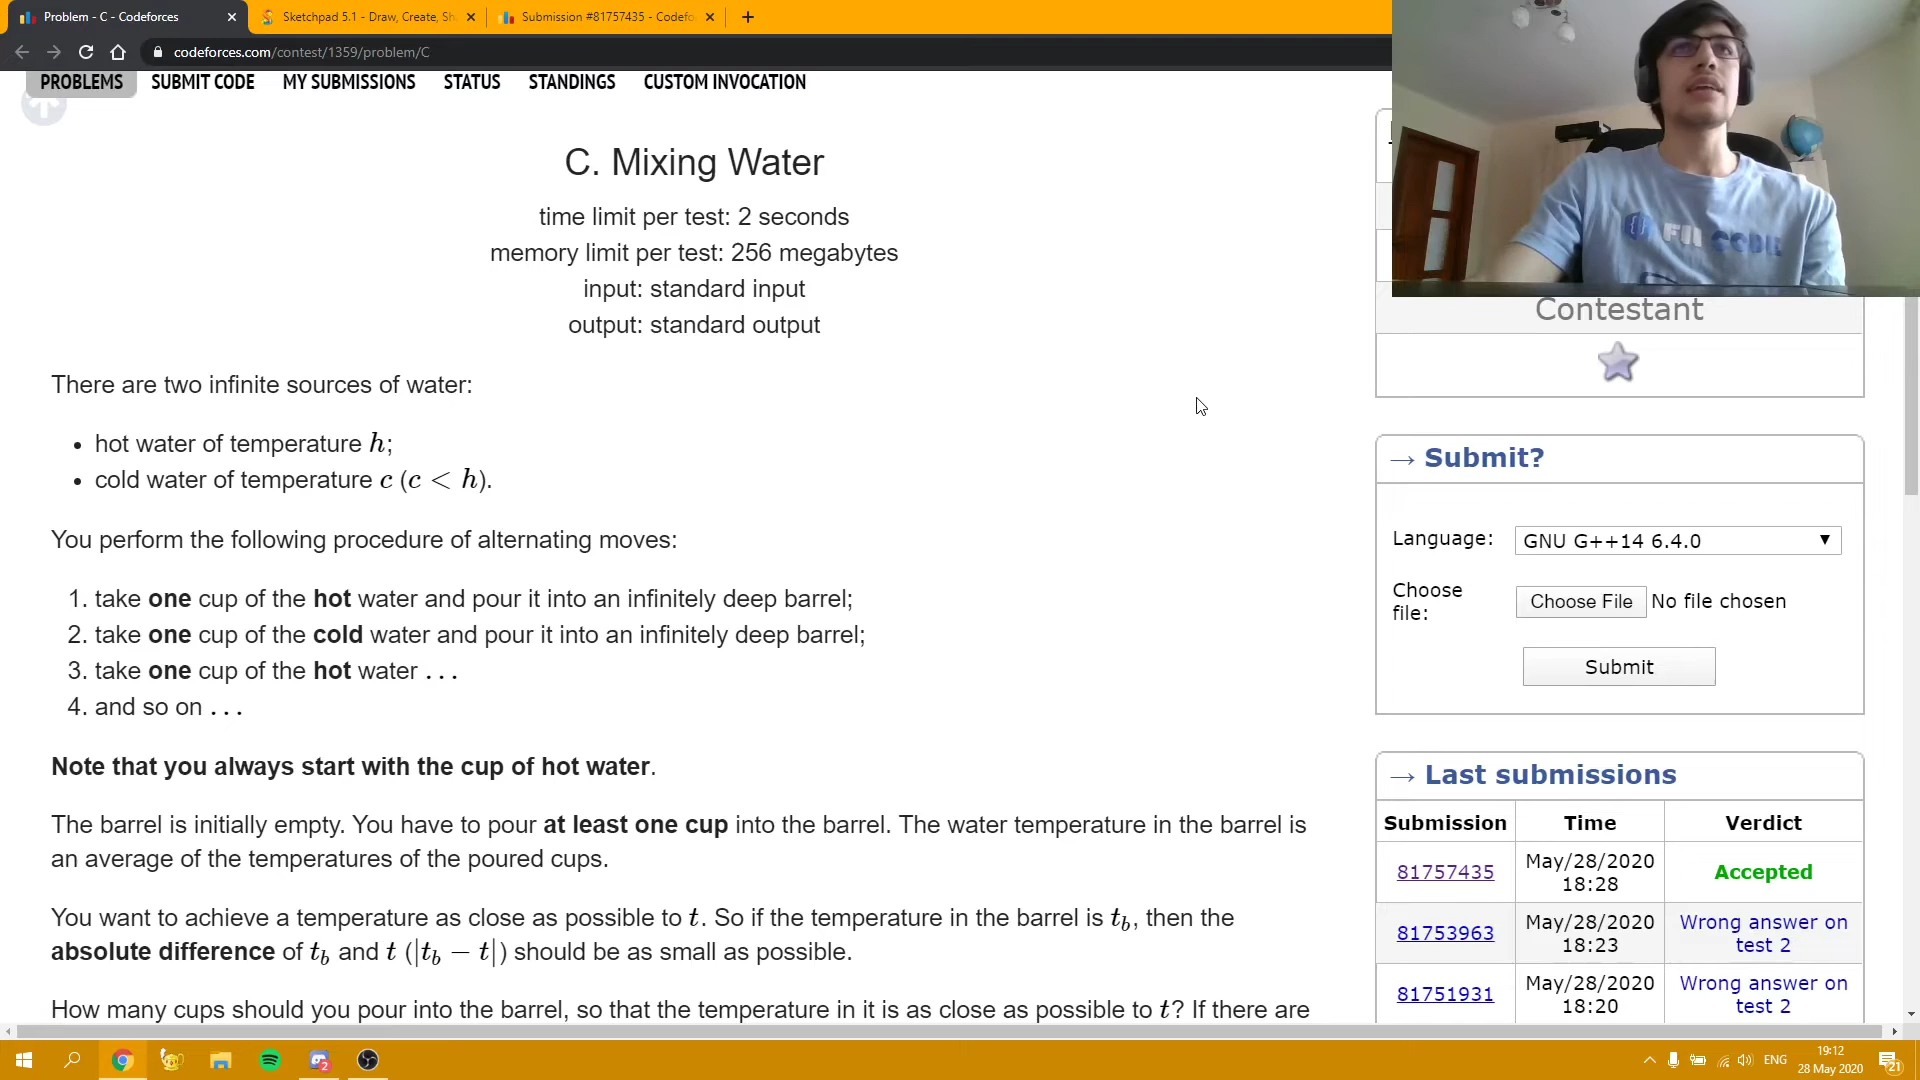 Problem - C - Codeforces
Sketchpad 5.1 - Draw, Create, Sh
Submission #81757435 - Codefo
codeforces.com/contest/1359/problem/C
PROBLEMS SUBMIT CODE MY SUBMISSIONS STATUS STANDINGS CUSTOM INVOCATION
C. Mixing Water
time limit per test: 2 seconds
memory limit per test: 256 megabytes
input: standard input
output: standard output
There are two infinite sources of water:
• hot water of temperature h;
• cold water of temperature c (c < h).
You perform the following procedure of alternating moves:
1. take one cup of the hot water and pour it into an infinitely deep barrel;
2. take one cup of the cold water and pour it into an infinitely deep barrel;
3. take one cup of the hot water ...
4. and so on ...
Note that you always start with the cup of hot water.
The barrel is initially empty. You have to pour at least one cup into the barrel. The water temperature in the barrel is
an average of the temperatures of the poured cups.
You want to achieve a temperature as close as possible to t. So if the temperature in the barrel is t_b, then the
absolute difference of t_b and t (|t_b − t|) should be as small as possible.
How many cups should you pour into the barrel, so that the temperature in it is as close as possible to t? If there are
FII CODE
Contestant
→ Submit?
Language: GNU G++14 6.4.0
Choose
file: Choose File No file chosen
Submit
→ Last submissions
Submission Time Verdict
81757435 May/28/2020
18:28 Accepted
81753963 May/28/2020
18:23 Wrong answer on
test 2
81751931 May/28/2020
18:20 Wrong answer on
test 2
2
ENG
19:12
28 May 2020
21